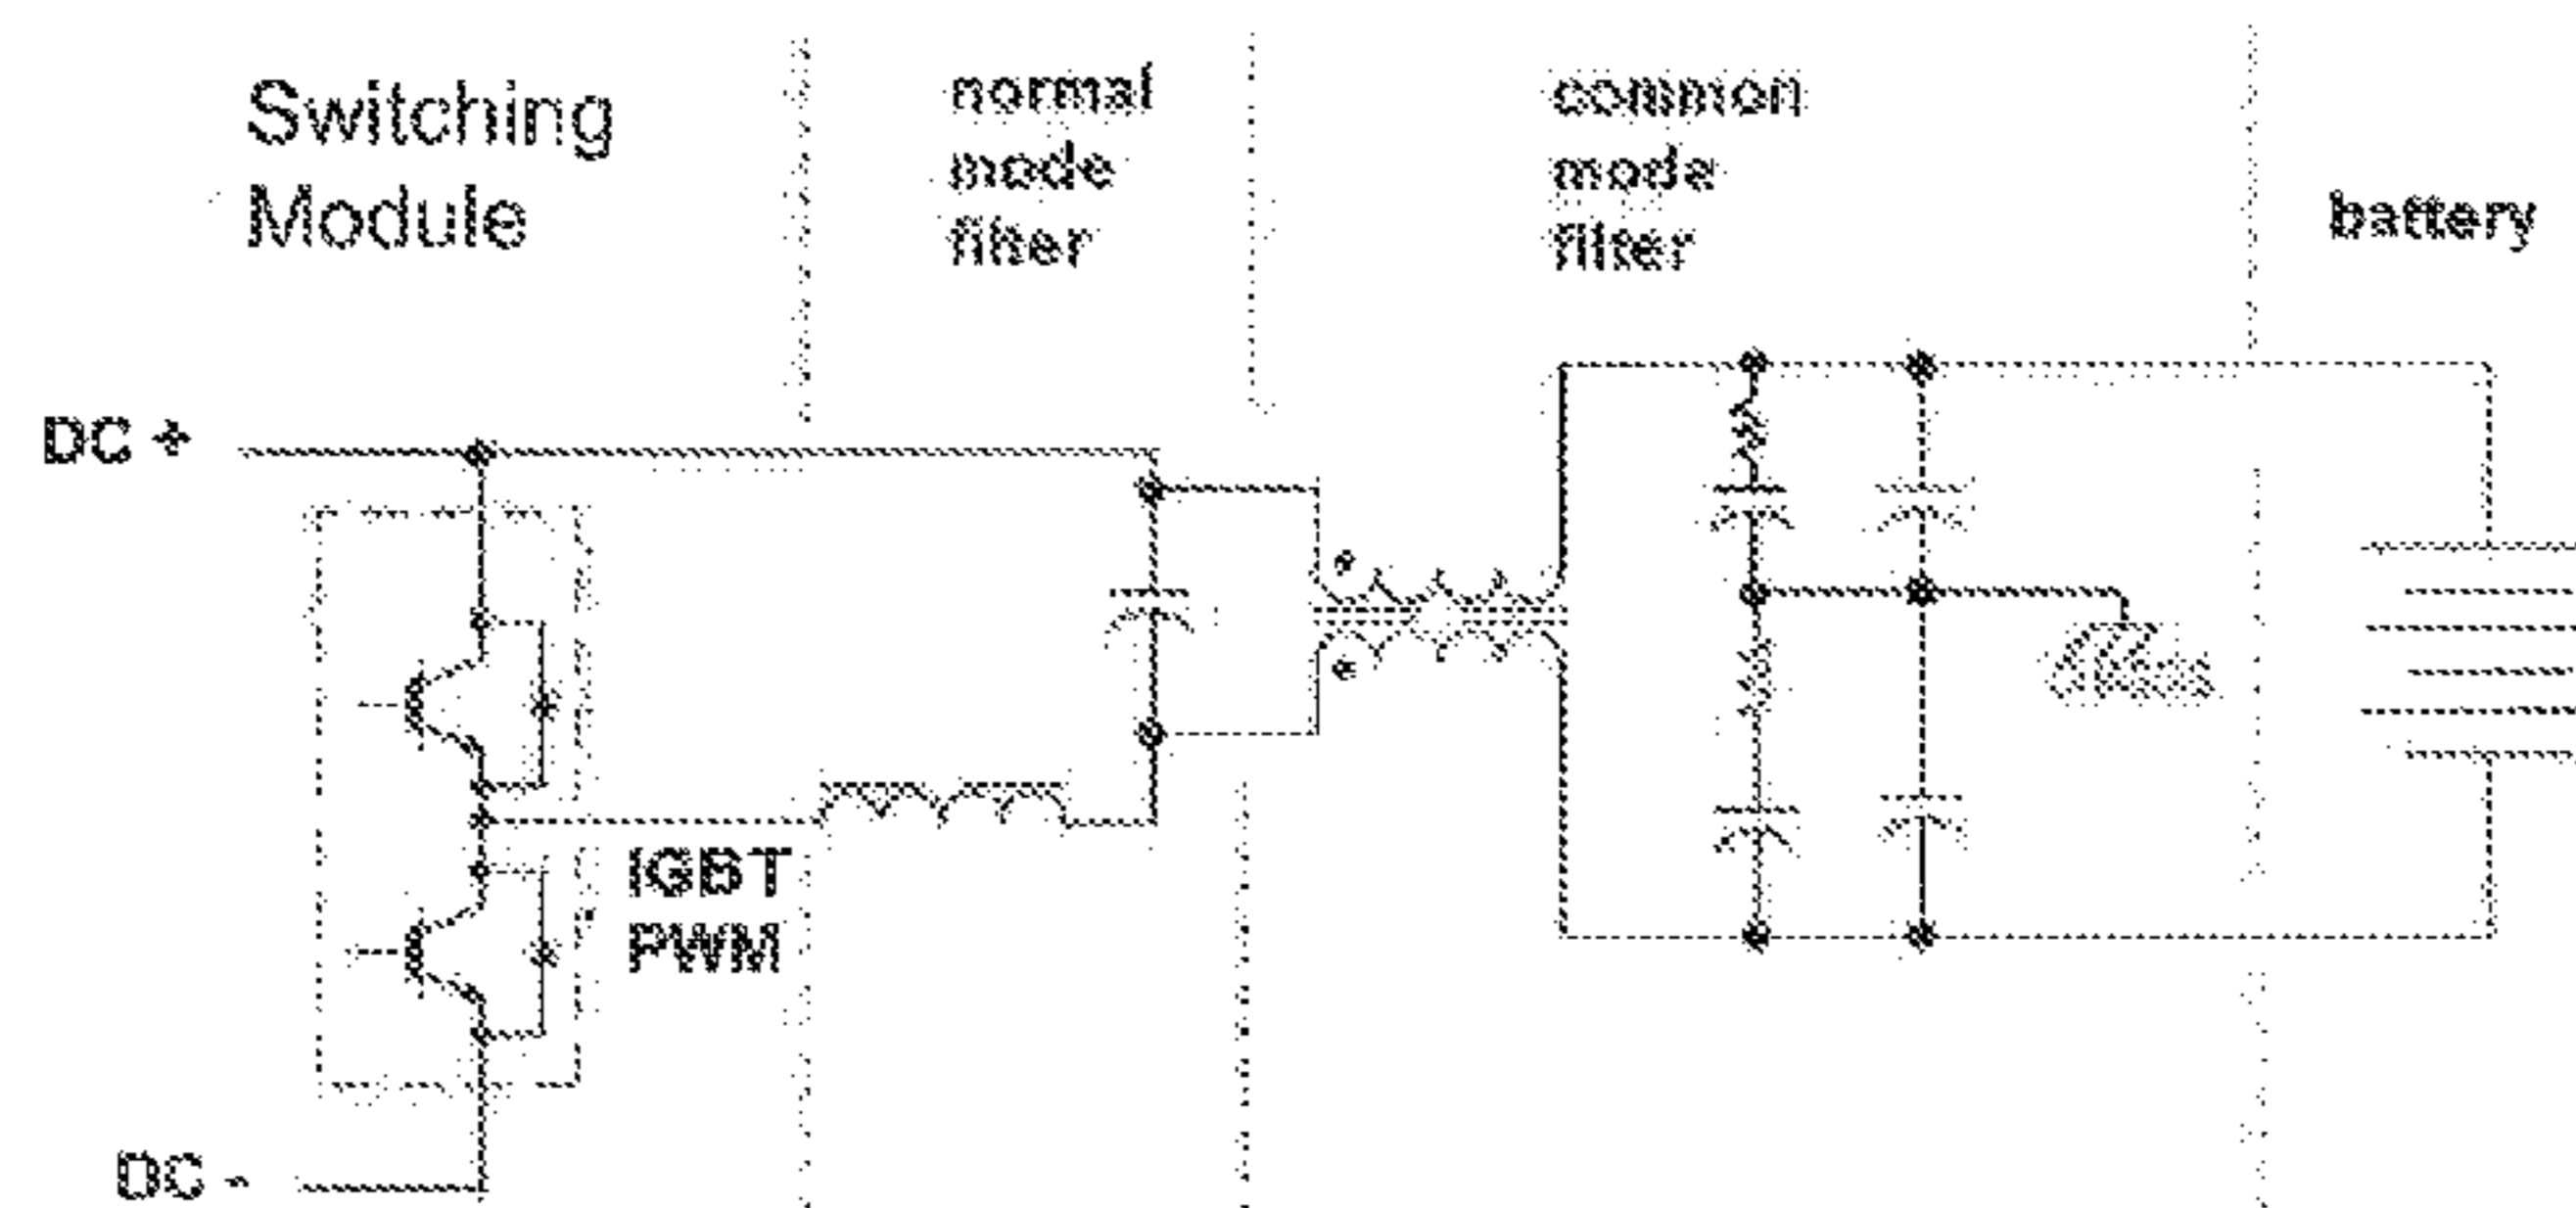 Switching
Module
normal
mode
filter
common
mode
filter
battery
DC +
IGBT
PWM
DC -